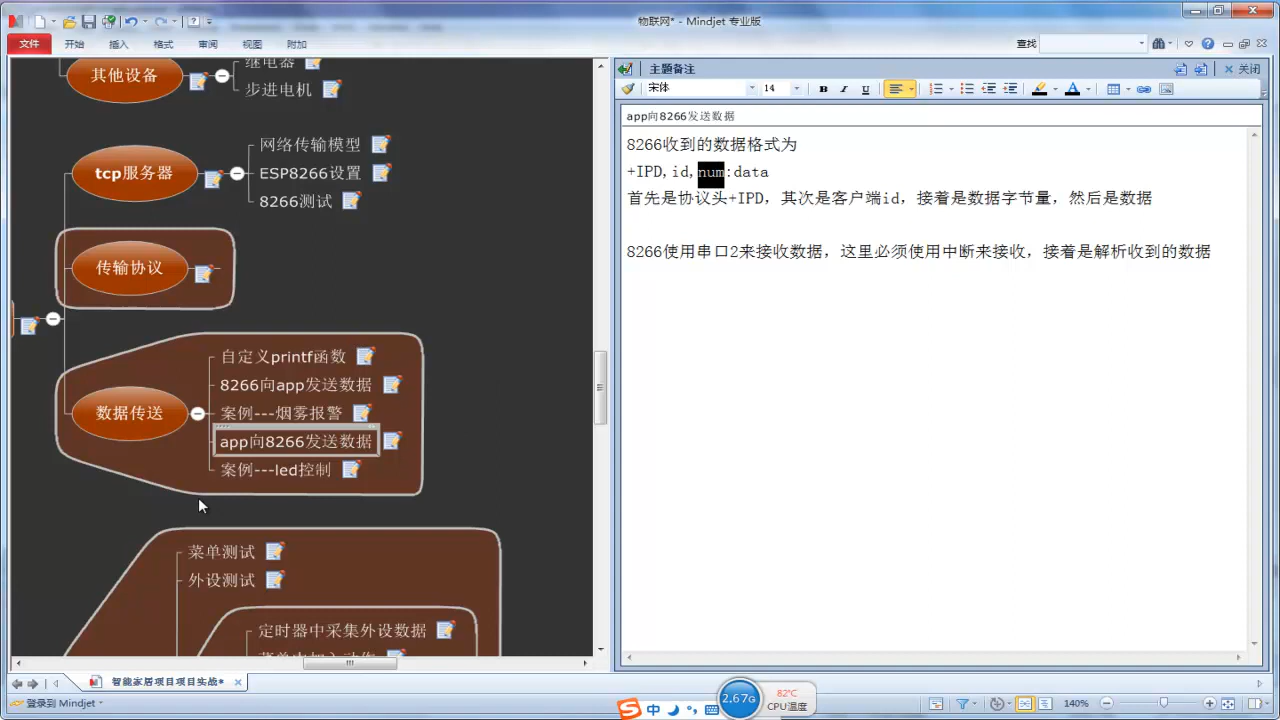 物联网* - Mindjet 专业版
文件 开始 插入 格式 审阅 视图 附加
查找
其他设备
继电器
步进电机
tcp服务器
网络传输模型
ESP8266设置
8266测试
传输协议
数据传送
自定义printf函数
8266向app发送数据
案例---烟雾报警
app向8266发送数据
案例---led控制
菜单测试
外设测试
定时器中采集外设数据
菜单中加入动作
智能家居项目项目实战*
登录到 Mindjet
主题备注
关闭
宋体 14 B I U A
app向8266发送数据
8266收到的数据格式为
+IPD,id,num:data
首先是协议头+IPD，其次是客户端id，接着是数据字节量，然后是数据
8266使用串口2来接收数据，这里必须使用中断来接收，接着是解析收到的数据
S 中
2.67G
82℃
CPU温度
140%